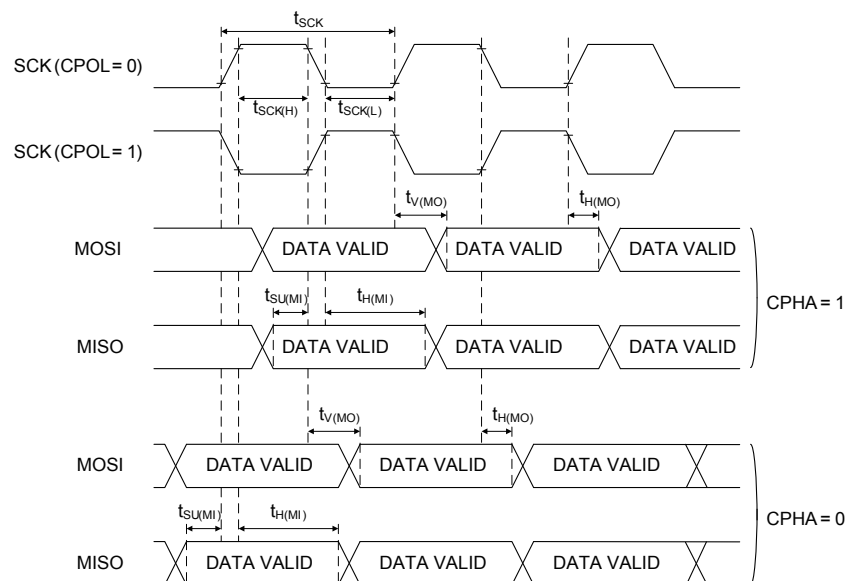 tSCK
SCK (CPOL = 0)
tSCK(H) tSCK(L)
SCK (CPOL = 1)
tV(MO) tH(MO)
MOSI DATA VALID DATA VALID DATA VALID
CPHA = 1
tSU(MI) tH(MI)
MISO DATA VALID DATA VALID DATA VALID
tV(MO) tH(MO)
MOSI DATA VALID DATA VALID DATA VALID
CPHA = 0
tSU(MI) tH(MI)
MISO DATA VALID DATA VALID DATA VALID